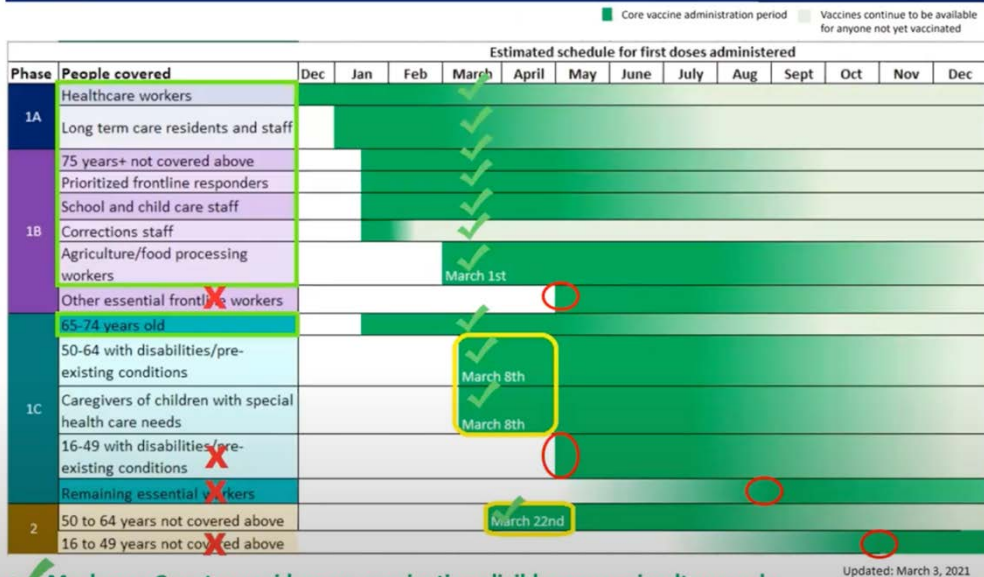 Core vaccine administration period
Vaccines continue to be available
for anyone not yet vaccinated
Estimated schedule for first doses administered
Phase People covered Dec Jan Feb March April May June July Aug Sept Oct Nov Dec
1A
Healthcare workers
Long term care residents and staff
1B
75 years+ not covered above
Prioritized frontline responders
School and child care staff
Corrections staff
Agriculture/food processing
workers
March 1st
Other essential frontline workers
1C
65-74 years old
50-64 with disabilities/pre-
existing conditions
March 8th
Caregivers of children with special
health care needs
March 8th
16-49 with disabilities/pre-
existing conditions
Remaining essential workers
2
50 to 64 years not covered above March 22nd
16 to 49 years not covered above
Updated: March 3, 2021